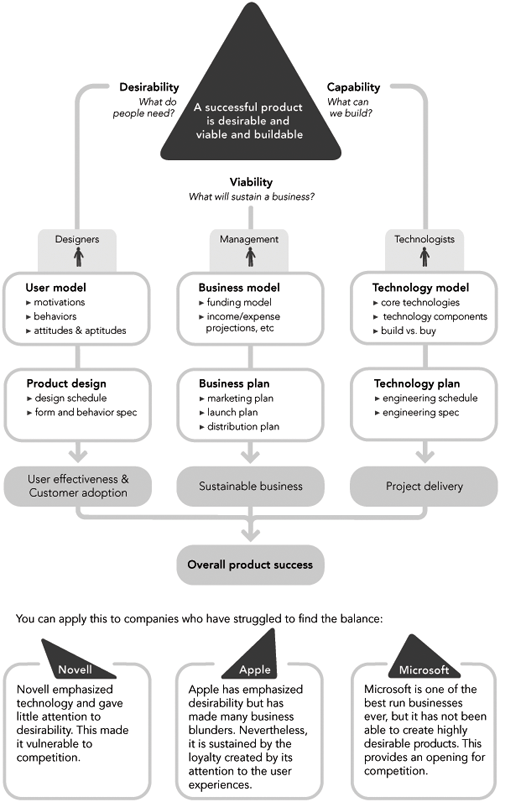 Desirability
What do
people need?
Capability
What can
we build?
A successful product
is desirable and
viable and buildable
Viability
What will sustain a business?
Designers
Management
Technologists
User model
▸ motivations
▸ behaviors
▸ attitudes & aptitudes
Business model
▸ funding model
▸ income/expense
projections, etc
Technology model
▸ core technologies
▸ technology components
▸ build vs. buy
Product design
▸ design schedule
▸ form and behavior spec
Business plan
▸ marketing plan
▸ launch plan
▸ distribution plan
Technology plan
▸ engineering schedule
▸ engineering spec
User effectiveness &
Customer adoption
Sustainable business
Project delivery
Overall product success
You can apply this to companies who have struggled to find the balance:
Novell
Novell emphasized
technology and gave
little attention to
desirability. This made
it vulnerable to
competition.
Apple
Apple has emphasized
desirability but has
made many business
blunders. Nevertheless,
it is sustained by the
loyalty created by its
attention to the user
experiences.
Microsoft
Microsoft is one of the
best run businesses
ever, but it has not been
able to create highly
desirable products. This
provides an opening for
competition.